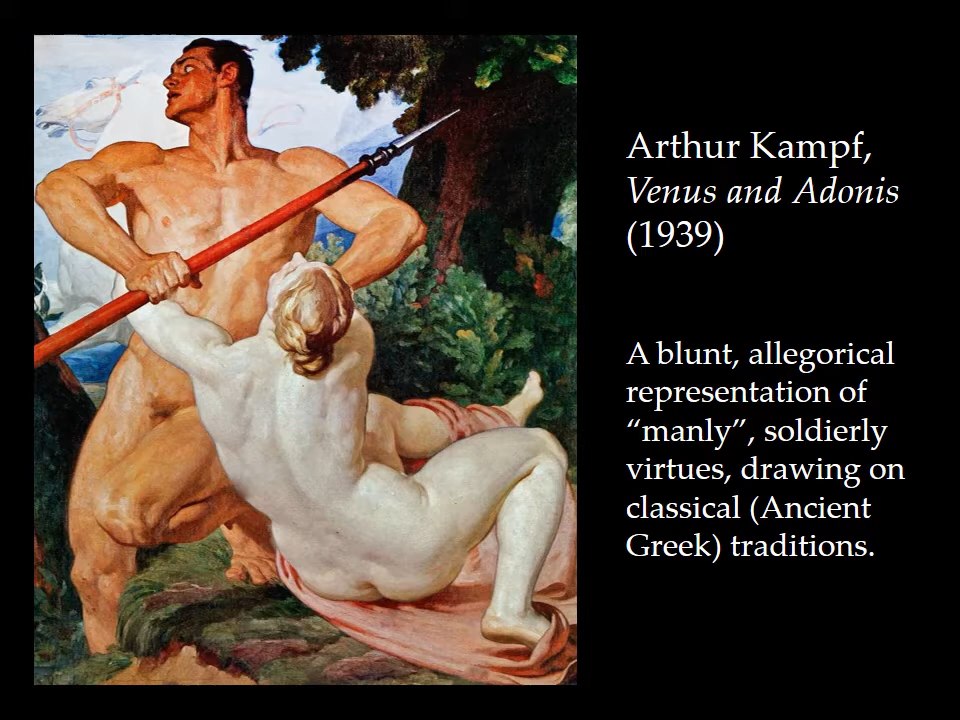 Arthur Kampf,
Venus and Adonis
(1939)
A blunt, allegorical
representation of
“manly”, soldierly
virtues, drawing on
classical (Ancient
Greek) traditions.